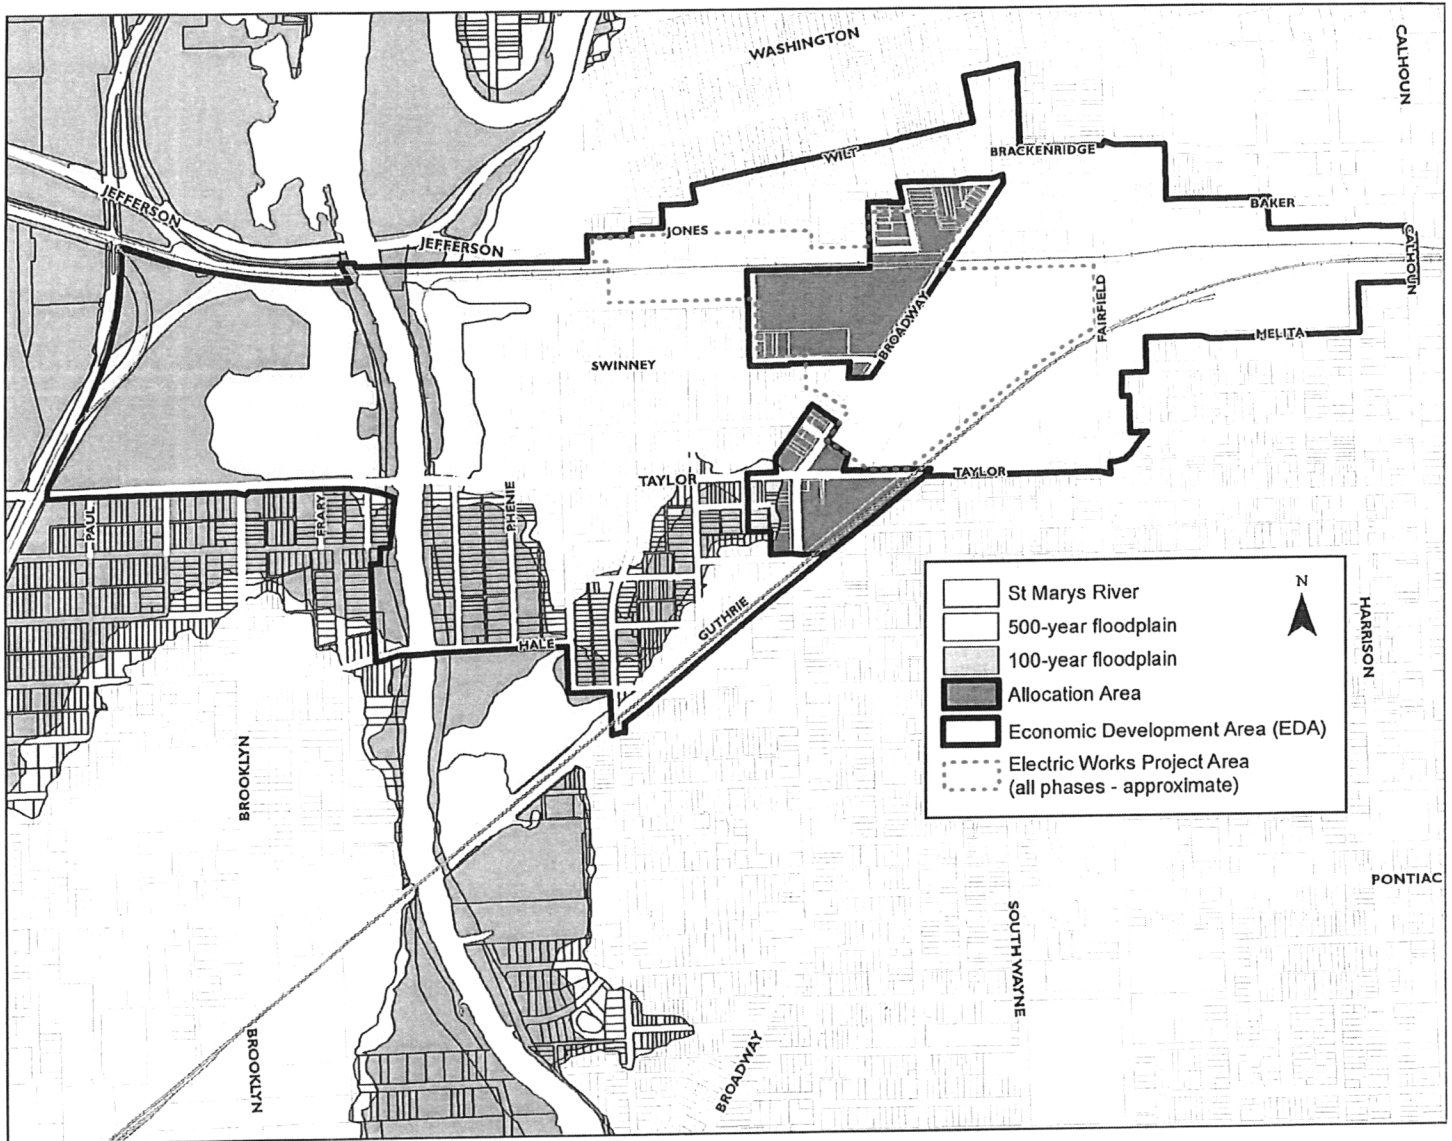 WASHINGTON
CALHOUN
WILT
BRACKENRIDGE
JEFFERSON
BAKER
JONES
JEFFERSON
CALHOUN
FAIRFIELD
BROADWAY
MELITA
SWINNEY
TAYLOR
TAYLOR
PAUL
FRARY
PHENIE
GUTHRIE
HALE
N
St Marys River
500-year floodplain
100-year floodplain
Allocation Area
Economic Development Area (EDA)
Electric Works Project Area
(all phases - approximate)
HARRISON
BROOKLYN
PONTIAC
SOUTH WAYNE
BROOKLYN
BROADWAY